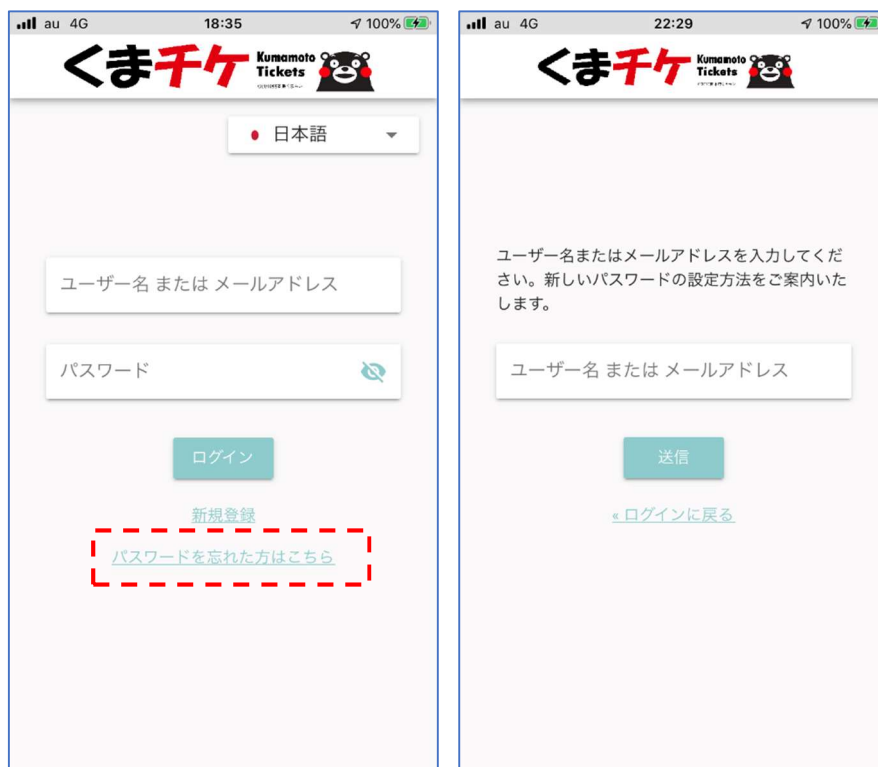 au 4G 18:35 100%
くまチケ Kumamoto Tickets
日本語
ユーザー名 または メールアドレス
パスワード
ログイン
新規登録
パスワードを忘れた方はこちら
au 4G 22:29 100%
くまチケ Kumamoto Tickets
ユーザー名またはメールアドレスを入力してくだ
さい。新しいパスワードの設定方法をご案内いた
します。
ユーザー名 または メールアドレス
送信
« ログインに戻る